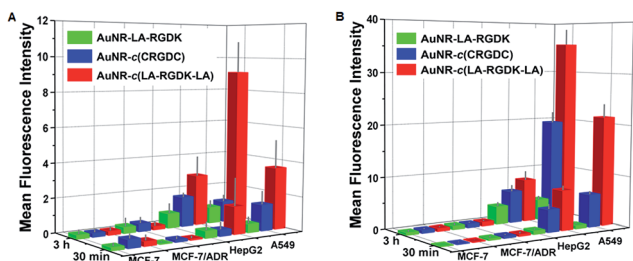 A
Mean Fluorescence Intensity
12
10
8
6
4
2
0
AuNR-LA-RGDK
AuNR-c(CRGDC)
AuNR-c(LA-RGDK-LA)
3 h
30 min
MCF-7
MCF-7/ADR
HepG2
A549
B
Mean Fluorescence Intensity
40
30
20
10
0
AuNR-LA-RGDK
AuNR-c(CRGDC)
AuNR-c(LA-RGDK-LA)
3 h
30 min
MCF-7
MCF-7/ADR
HepG2
A549